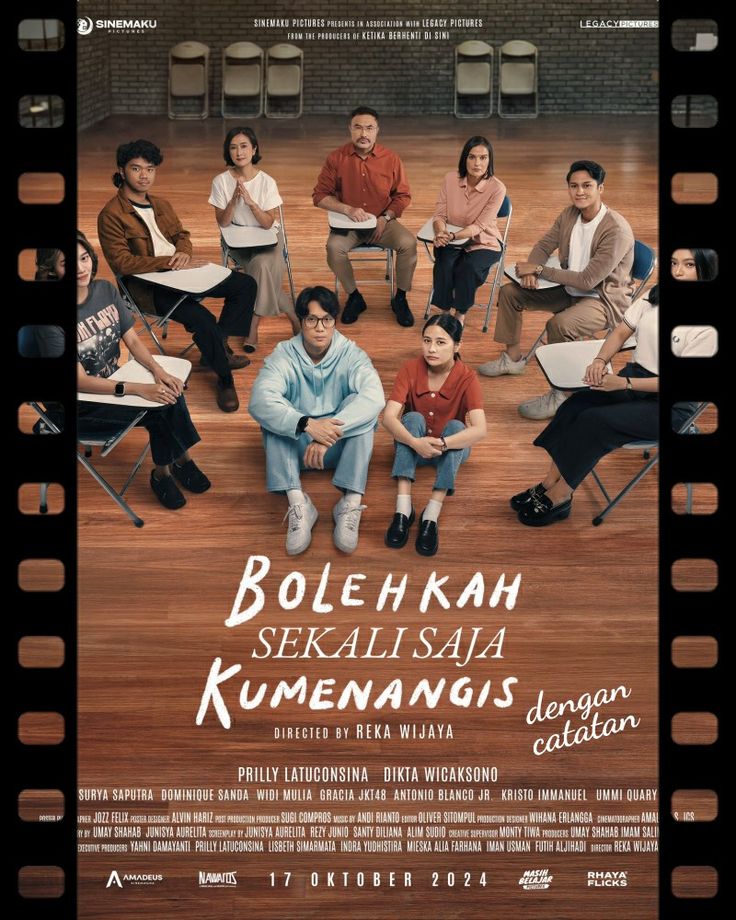 SINEMAKU
PICTURES
SINEMAKU PICTURES PRESENTS IN ASSOCIATION WITH LEGACY PICTURES
FROM THE PRODUCERS OF KETIKA BERHENTI DI SINI
LEGACY PICTURES
BOLEHKAH
SEKALI SAJA
KUMENANGIS
dengan
catatan
DIRECTED BY REKA WIJAYA
PRILLY LATUCONSINA DIKTA WICAKSONO
SURYA SAPUTRA DOMINIQUE SANDA WIDI MULIA GRACIA JKT48 ANTONIO BLANCO JR. KRISTO IMMANUEL UMMI QUARY
JOZZ FELIX POSTER DESIGNER ALVIN HARIZ POST PRODUCTION PRODUCER SUGI COMPROS MUSIC BY ANDI RIANTO EDITOR OLIVER SITOMPUL PRODUCTION DESIGNER WIHANA ERLANGGA CINEMATOGRAPHER
BY UMAY SHAHAB JUNISYA AURELITA SCREENPLAY BY JUNISYA AURELITA REZY JUNIO SANTY DILIANA ALIM SUDIO CREATIVE SUPERVISOR MONTY TIWA PRODUCERS UMAY SHAHAB IMAM SALI
EXECUTIVE PRODUCERS YAHNI DAMAYANTI PRILLY LATUCONSINA LISBETH SIMARMATA INDRA YUDHISTIRA MIESKA ALIA FARHANA IMAN USMAN FUTIH ALJIHADI DIRECTOR REKA WIJAYA
AMADEUS
SINEMAGNA
17 OKTOBER 2024
MASIH
BELAJAR
PICTURES
RHAYA
FLICKS